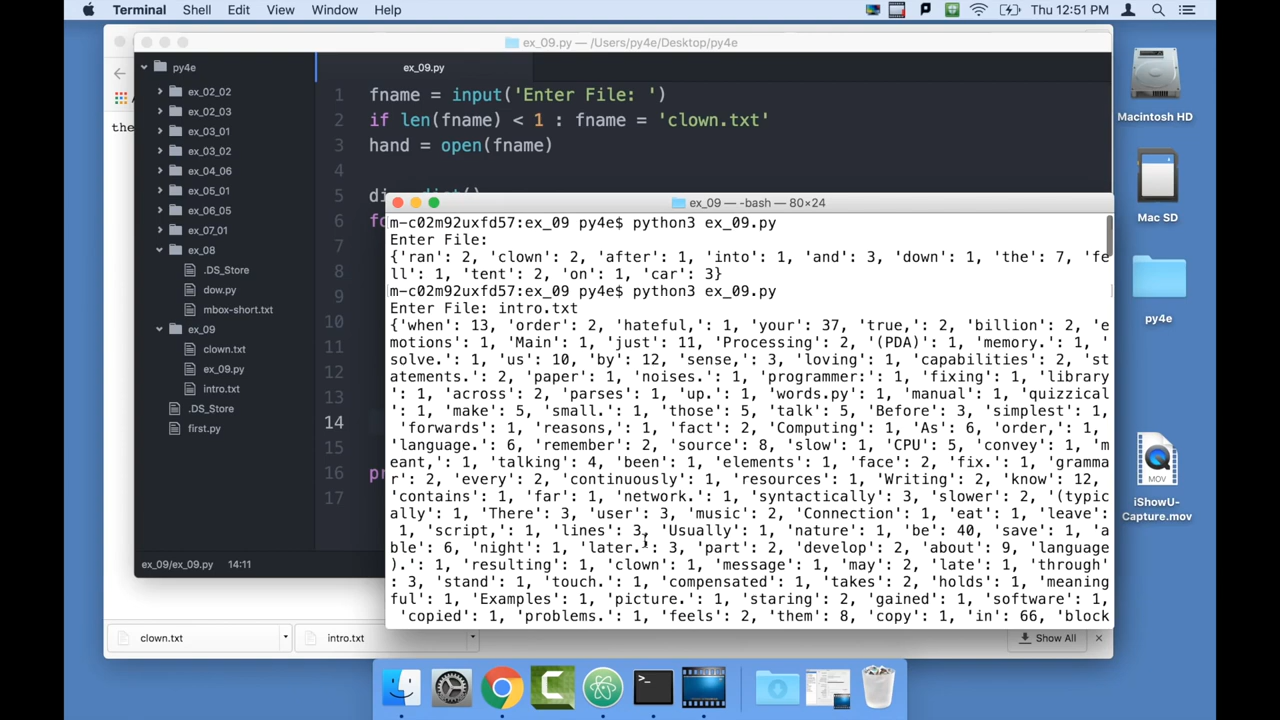 Terminal Shell Edit View Window Help Thu 12:51 PM
ex_09.py — /Users/py4e/Desktop/py4e
py4e
ex_09.py
ex_02_02
ex_02_03
ex_03_01
ex_03_02
ex_04_06
ex_05_01
ex_06_05
ex_07_01
ex_08
.DS_Store
dow.py
mbox-short.txt
ex_09
clown.txt
ex_09.py
intro.txt
.DS_Store
first.py
ex_09/ex_09.py 14:11
the
1 fname = input('Enter File: ')
2 if len(fname) < 1 : fname = 'clown.txt'
3 hand = open(fname)
4
5
6
7
8
9
10
11
12
13
14
15
16
17
ex_09 — -bash — 80×24
m-c02m92uxfd57:ex_09 py4e$ python3 ex_09.py
Enter File:
{'ran': 2, 'clown': 2, 'after': 1, 'into': 1, 'and': 3, 'down': 1, 'the': 7, 'fe
ll': 1, 'tent': 2, 'on': 1, 'car': 3}
m-c02m92uxfd57:ex_09 py4e$ python3 ex_09.py
Enter File: intro.txt
{'when': 13, 'order': 2, 'hateful,': 1, 'your': 37, 'true,': 2, 'billion': 2, 'e
motions': 1, 'Main': 1, 'just': 11, 'Processing': 2, '(PDA)': 1, 'memory.': 1, '
solve.': 1, 'us': 10, 'by': 12, 'sense,': 3, 'loving': 1, 'capabilities': 2, 'st
atements.': 2, 'paper': 1, 'noises.': 1, 'programmer:': 1, 'fixing': 1, 'library
': 1, 'across': 2, 'parses': 1, 'up.': 1, 'words.py': 1, 'manual': 1, 'quizzical
': 1, 'make': 5, 'small.': 1, 'those': 5, 'talk': 5, 'Before': 3, 'simplest': 1,
 'forwards': 1, 'reasons,': 1, 'fact': 2, 'Computing': 1, 'As': 6, 'order,': 1,
'language.': 6, 'remember': 2, 'source': 8, 'slow': 1, 'CPU': 5, 'convey': 1, 'm
eant,': 1, 'talking': 4, 'been': 1, 'elements': 1, 'face': 2, 'fix.': 1, 'gramma
r': 2, 'every': 2, 'continuously': 1, 'resources': 1, 'Writing': 2, 'know': 12,
'contains': 1, 'far': 1, 'network.': 1, 'syntactically': 3, 'slower': 2, '(typic
ally': 1, 'There': 3, 'user': 3, 'music': 2, 'Connection': 1, 'eat': 1, 'leave':
 1, 'script,': 1, 'lines': 3, 'Usually': 1, 'nature': 1, 'be': 40, 'save': 1, 'a
ble': 6, 'night': 1, 'later.': 3, 'part': 2, 'develop': 2, 'about': 9, 'language
).': 1, 'resulting': 1, 'clown': 1, 'message': 1, 'may': 2, 'late': 1, 'through'
: 3, 'stand': 1, 'touch.': 1, 'compensated': 1, 'takes': 2, 'holds': 1, 'meaning
ful': 1, 'Examples': 1, 'picture.': 1, 'staring': 2, 'gained': 1, 'software': 1,
 'copied': 1, 'problems.': 1, 'feels': 2, 'them': 8, 'copy': 1, 'in': 66, 'block
clown.txt
intro.txt
Show All
Macintosh HD
Mac SD
py4e
MOV
iShowU-
Capture.mov